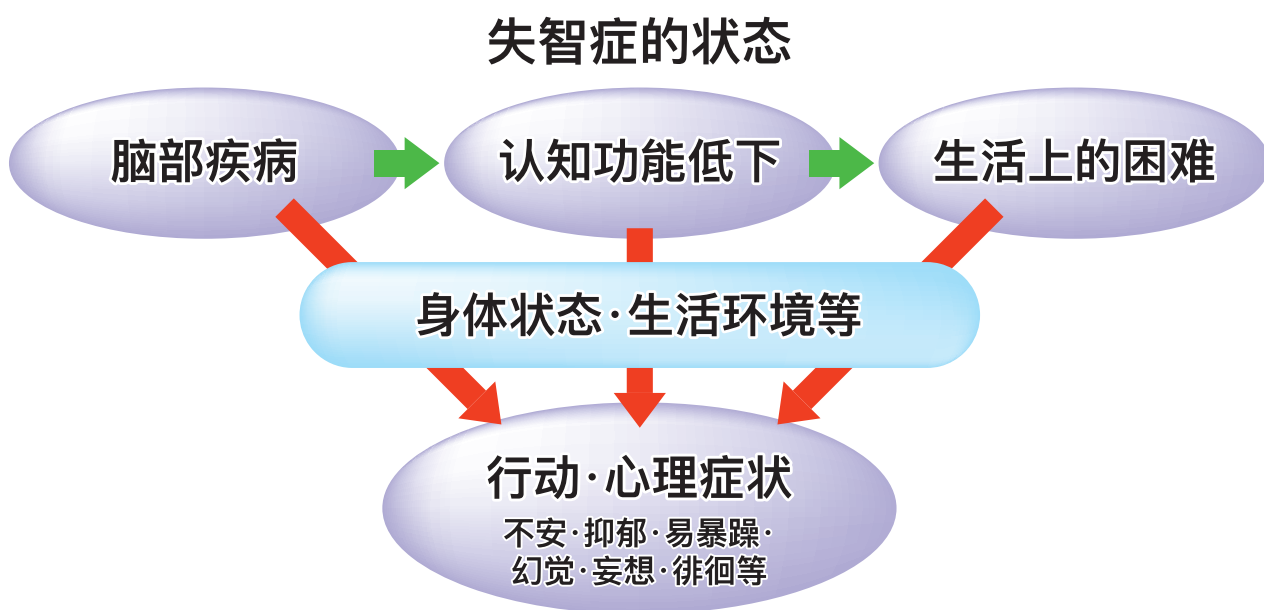 失智症的状态
脑部疾病
认知功能低下
生活上的困难
身体状态·生活环境等
行动·心理症状
不安·抑郁·易暴躁·
幻觉·妄想·徘徊等